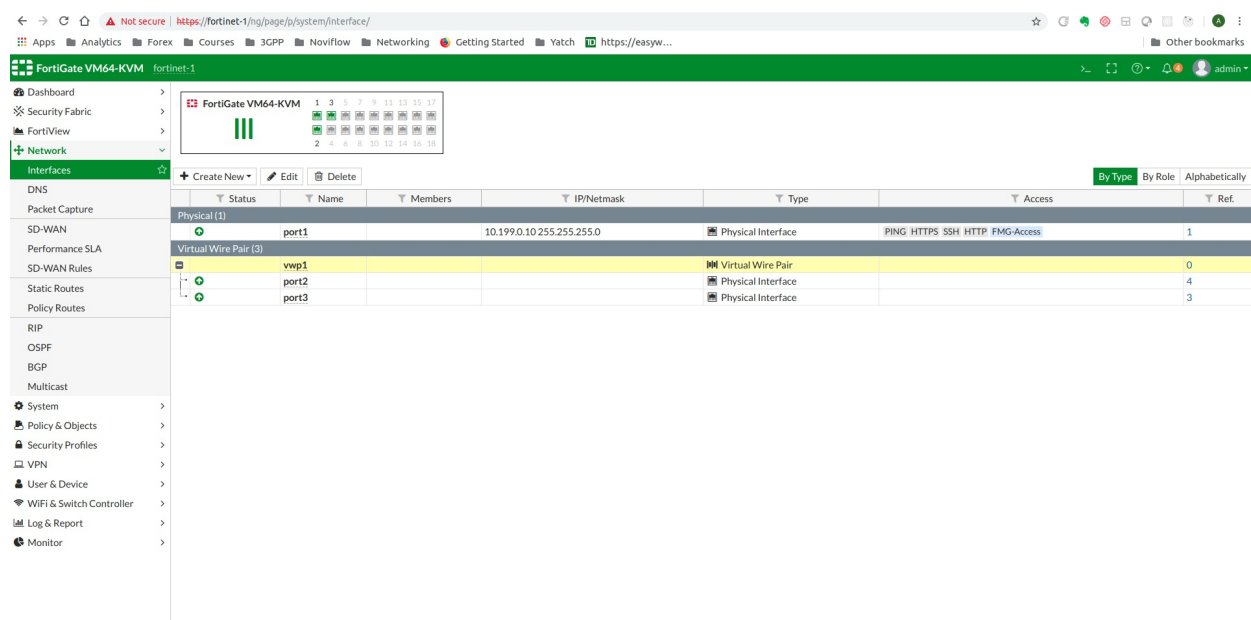 Not secure | https://fortinet-1/ng/page/p/system/interface/
Apps Analytics Forex Courses 3GPP Noviflow Networking Getting Started Yatch TD https://easyw... Other bookmarks
FortiGate VM64-KVM fortinet-1 >_ 4 admin
Dashboard
Security Fabric
FortiView
Network
Interfaces
DNS
Packet Capture
SD-WAN
Performance SLA
SD-WAN Rules
Static Routes
Policy Routes
RIP
OSPF
BGP
Multicast
System
Policy & Objects
Security Profiles
VPN
User & Device
WiFi & Switch Controller
Log & Report
Monitor
FortiGate VM64-KVM 1 3 5 7 9 11 13 15 17
2 4 6 8 10 12 14 16 18
Create New Edit Delete By Type By Role Alphabetically
Status Name Members IP/Netmask Type Access Ref.
Physical (1)
port1 10.199.0.10 255.255.255.0 Physical Interface PING HTTPS SSH HTTP FMG-Access 1
Virtual Wire Pair (3)
vwp1 Virtual Wire Pair 0
port2 Physical Interface 4
port3 Physical Interface 3